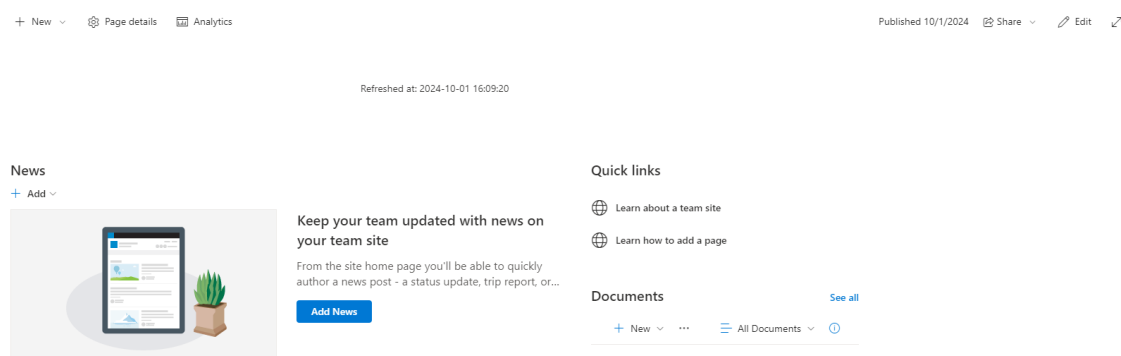 New
Page details
Analytics
Published 10/1/2024
Share
Edit
Refreshed at: 2024-10-01 16:09:20
News
Add
Keep your team updated with news on
your team site
From the site home page you'll be able to quickly
author a news post - a status update, trip report, or...
Add News
Quick links
Learn about a team site
Learn how to add a page
Documents
See all
New
All Documents